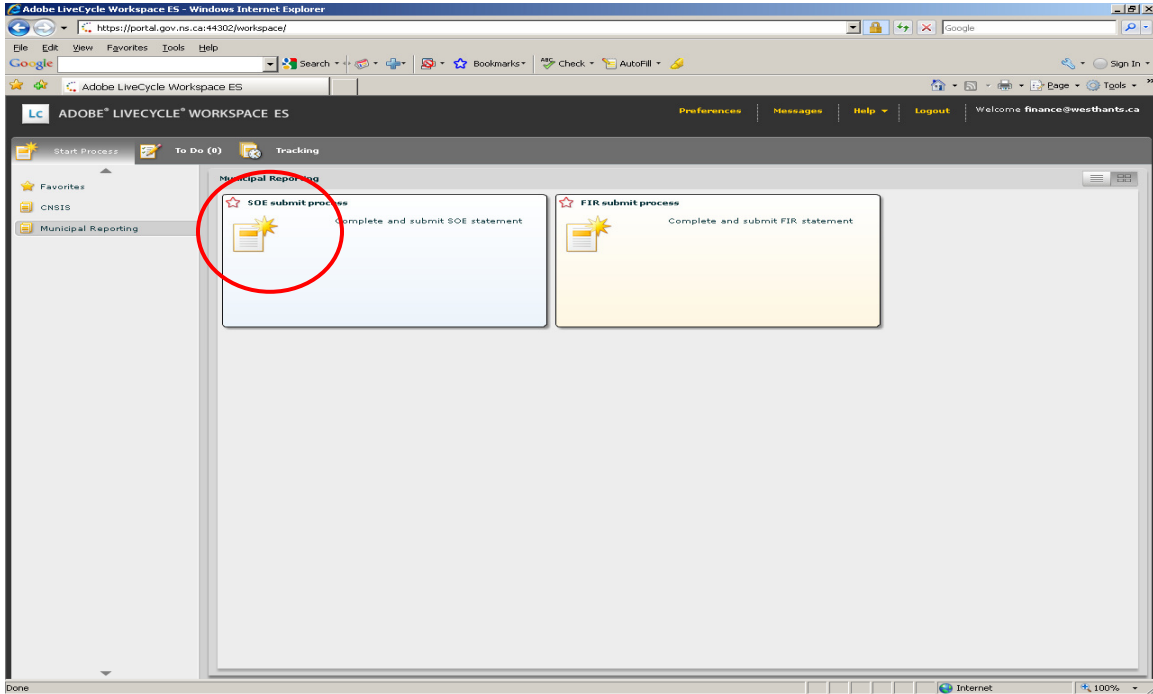 Adobe LiveCycle Workspace ES - Windows Internet Explorer
https://portal.gov.ns.ca:44302/workspace/
Google
File Edit View Favorites Tools Help
Google Search Bookmarks Check AutoFill Sign In
Adobe LiveCycle Workspace ES
Page Tools
LC ADOBE® LIVECYCLE® WORKSPACE ES
Preferences Messages Help Logout Welcome finance@westhants.ca
Start Process To Do (0) Tracking
Favorites
CNSIS
Municipal Reporting
Municipal Reporting
SOE submit process
Complete and submit SOE statement
FIR submit process
Complete and submit FIR statement
Done Internet 100%